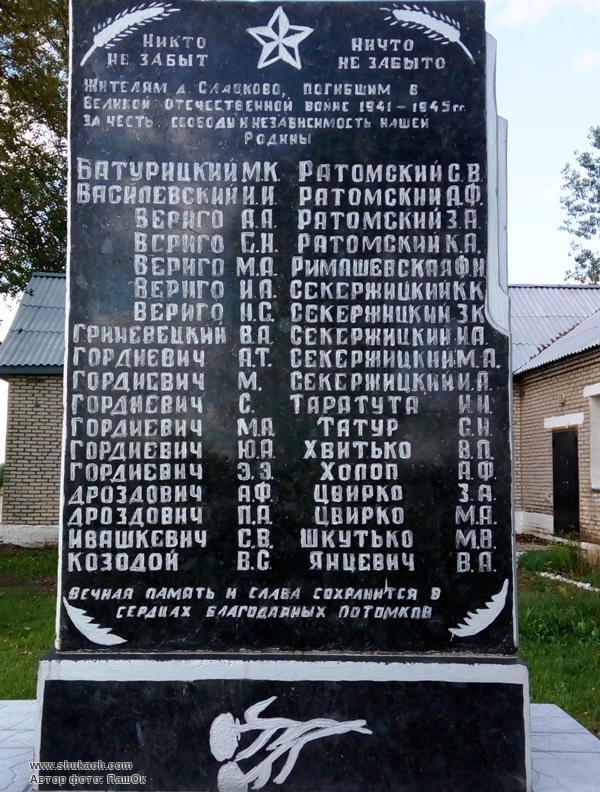 Никто не забыт
Ничто не забыто
Жителям д. Славково, погибшим в
Великой отечественной войне 1941-1945 гг.
за честь, свободу и независимость нашей
Родины
Батурицкий М.К. Ратомский С.В.
Василевский И.И. Ратомский А.Ф.
Вериго А.А. Ратомский З.А.
Вериго С.Н. Ратомский К.А.
Вериго М.А. Римашевская Ф.И
Вериго И.А. Секержицкий К.К
Вериго Н.С. Секержицкий З.К
Гриневецкий В.А. Секержицкий Н.А.
Гордиевич А.Т. Секержицкий М.А.
Гордиевич М. Секержицкий И.А.
Гордиевич С. Таратута И.И.
Гордиевич М.А. Татур С.Н.
Гордиевич Ю.А. Хвитько В.П.
Гордиевич Э.Э. Холоп А.Ф.
Дроздович А.Ф. Цвирко З.А.
Дроздович П.А. Цвирко М.А.
Ивашкевич С.В. Шкутько М.В.
Козодой В.С. Янцевич В.А.
Вечная память и слава сохранится в
сердцах благодарных потомков
www.shukach.com
Автор фото: ПашОк